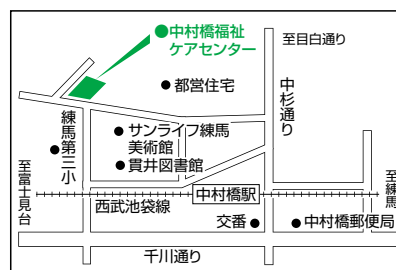 ●中村橋福祉
ケアセンター
至目白通り
●都営住宅
中杉通り
練馬第三小
●サンライフ練馬
美術館
●貫井図書館
至富士見台
至練馬
中村橋駅
西武池袋線
交番●
●中村橋郵便局
千川通り